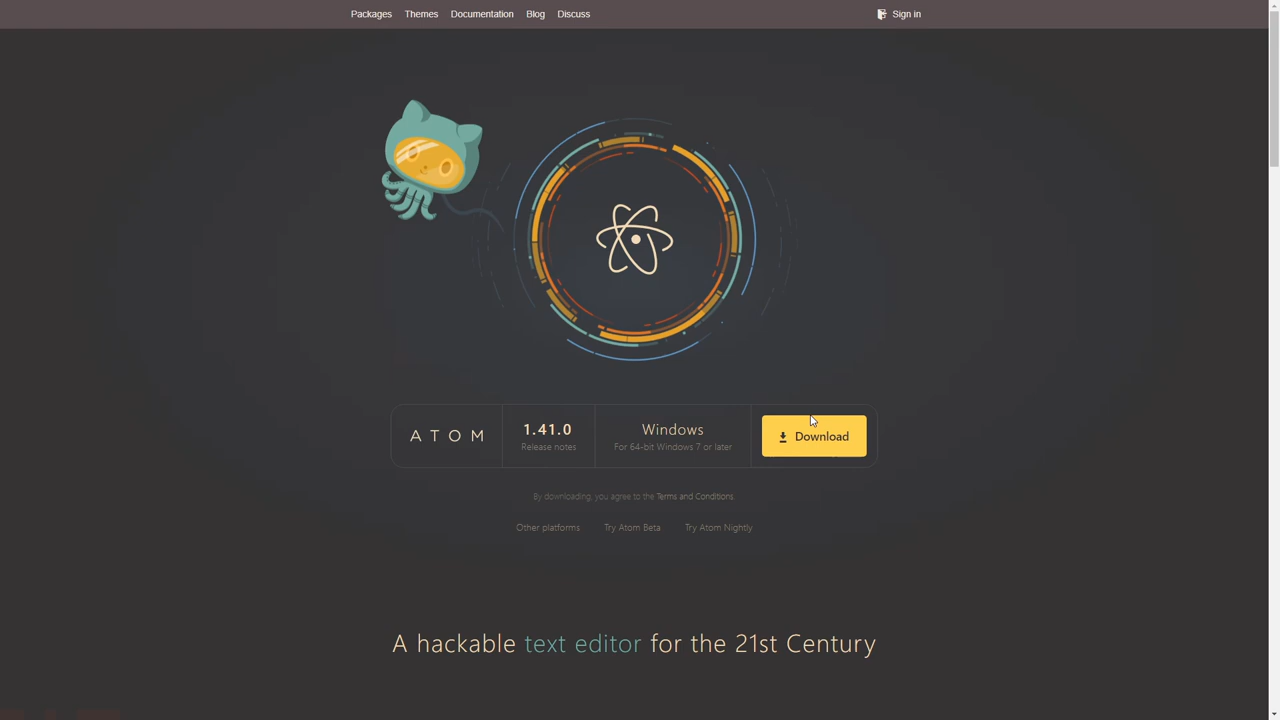 Packages Themes Documentation Blog Discuss Sign in
ATOM
1.41.0
Release notes
Windows
For 64-bit Windows 7 or later
Download
By downloading, you agree to the Terms and Conditions.
Other platforms Try Atom Beta Try Atom Nightly
A hackable text editor for the 21st Century